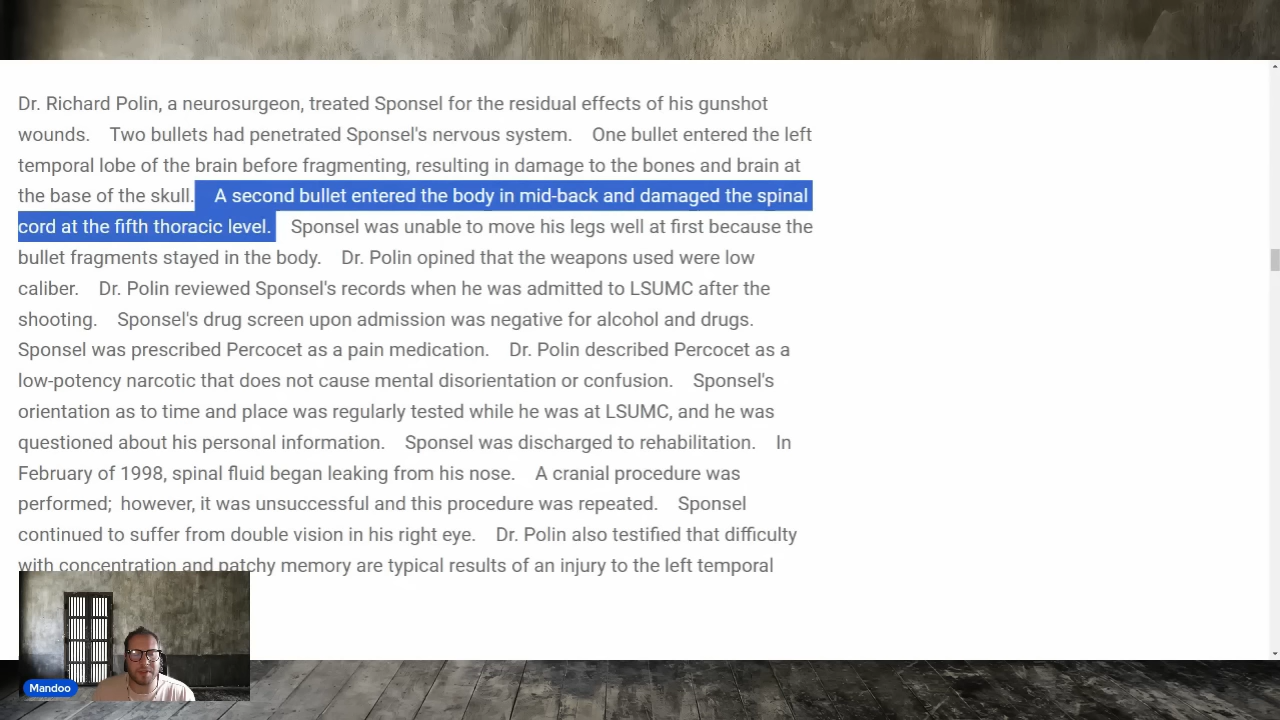 Dr. Richard Polin, a neurosurgeon, treated Sponsel for the residual effects of his gunshot
wounds.    Two bullets had penetrated Sponsel's nervous system.    One bullet entered the left
temporal lobe of the brain before fragmenting, resulting in damage to the bones and brain at
the base of the skull.    A second bullet entered the body in mid-back and damaged the spinal
cord at the fifth thoracic level.    Sponsel was unable to move his legs well at first because the
bullet fragments stayed in the body.    Dr. Polin opined that the weapons used were low
caliber.    Dr. Polin reviewed Sponsel's records when he was admitted to LSUMC after the
shooting.    Sponsel's drug screen upon admission was negative for alcohol and drugs.
Sponsel was prescribed Percocet as a pain medication.    Dr. Polin described Percocet as a
low-potency narcotic that does not cause mental disorientation or confusion.    Sponsel's
orientation as to time and place was regularly tested while he was at LSUMC, and he was
questioned about his personal information.    Sponsel was discharged to rehabilitation.    In
February of 1998, spinal fluid began leaking from his nose.    A cranial procedure was
performed;  however, it was unsuccessful and this procedure was repeated.    Sponsel
continued to suffer from double vision in his right eye.    Dr. Polin also testified that difficulty
with concentration and patchy memory are typical results of an injury to the left temporal
Mandoo